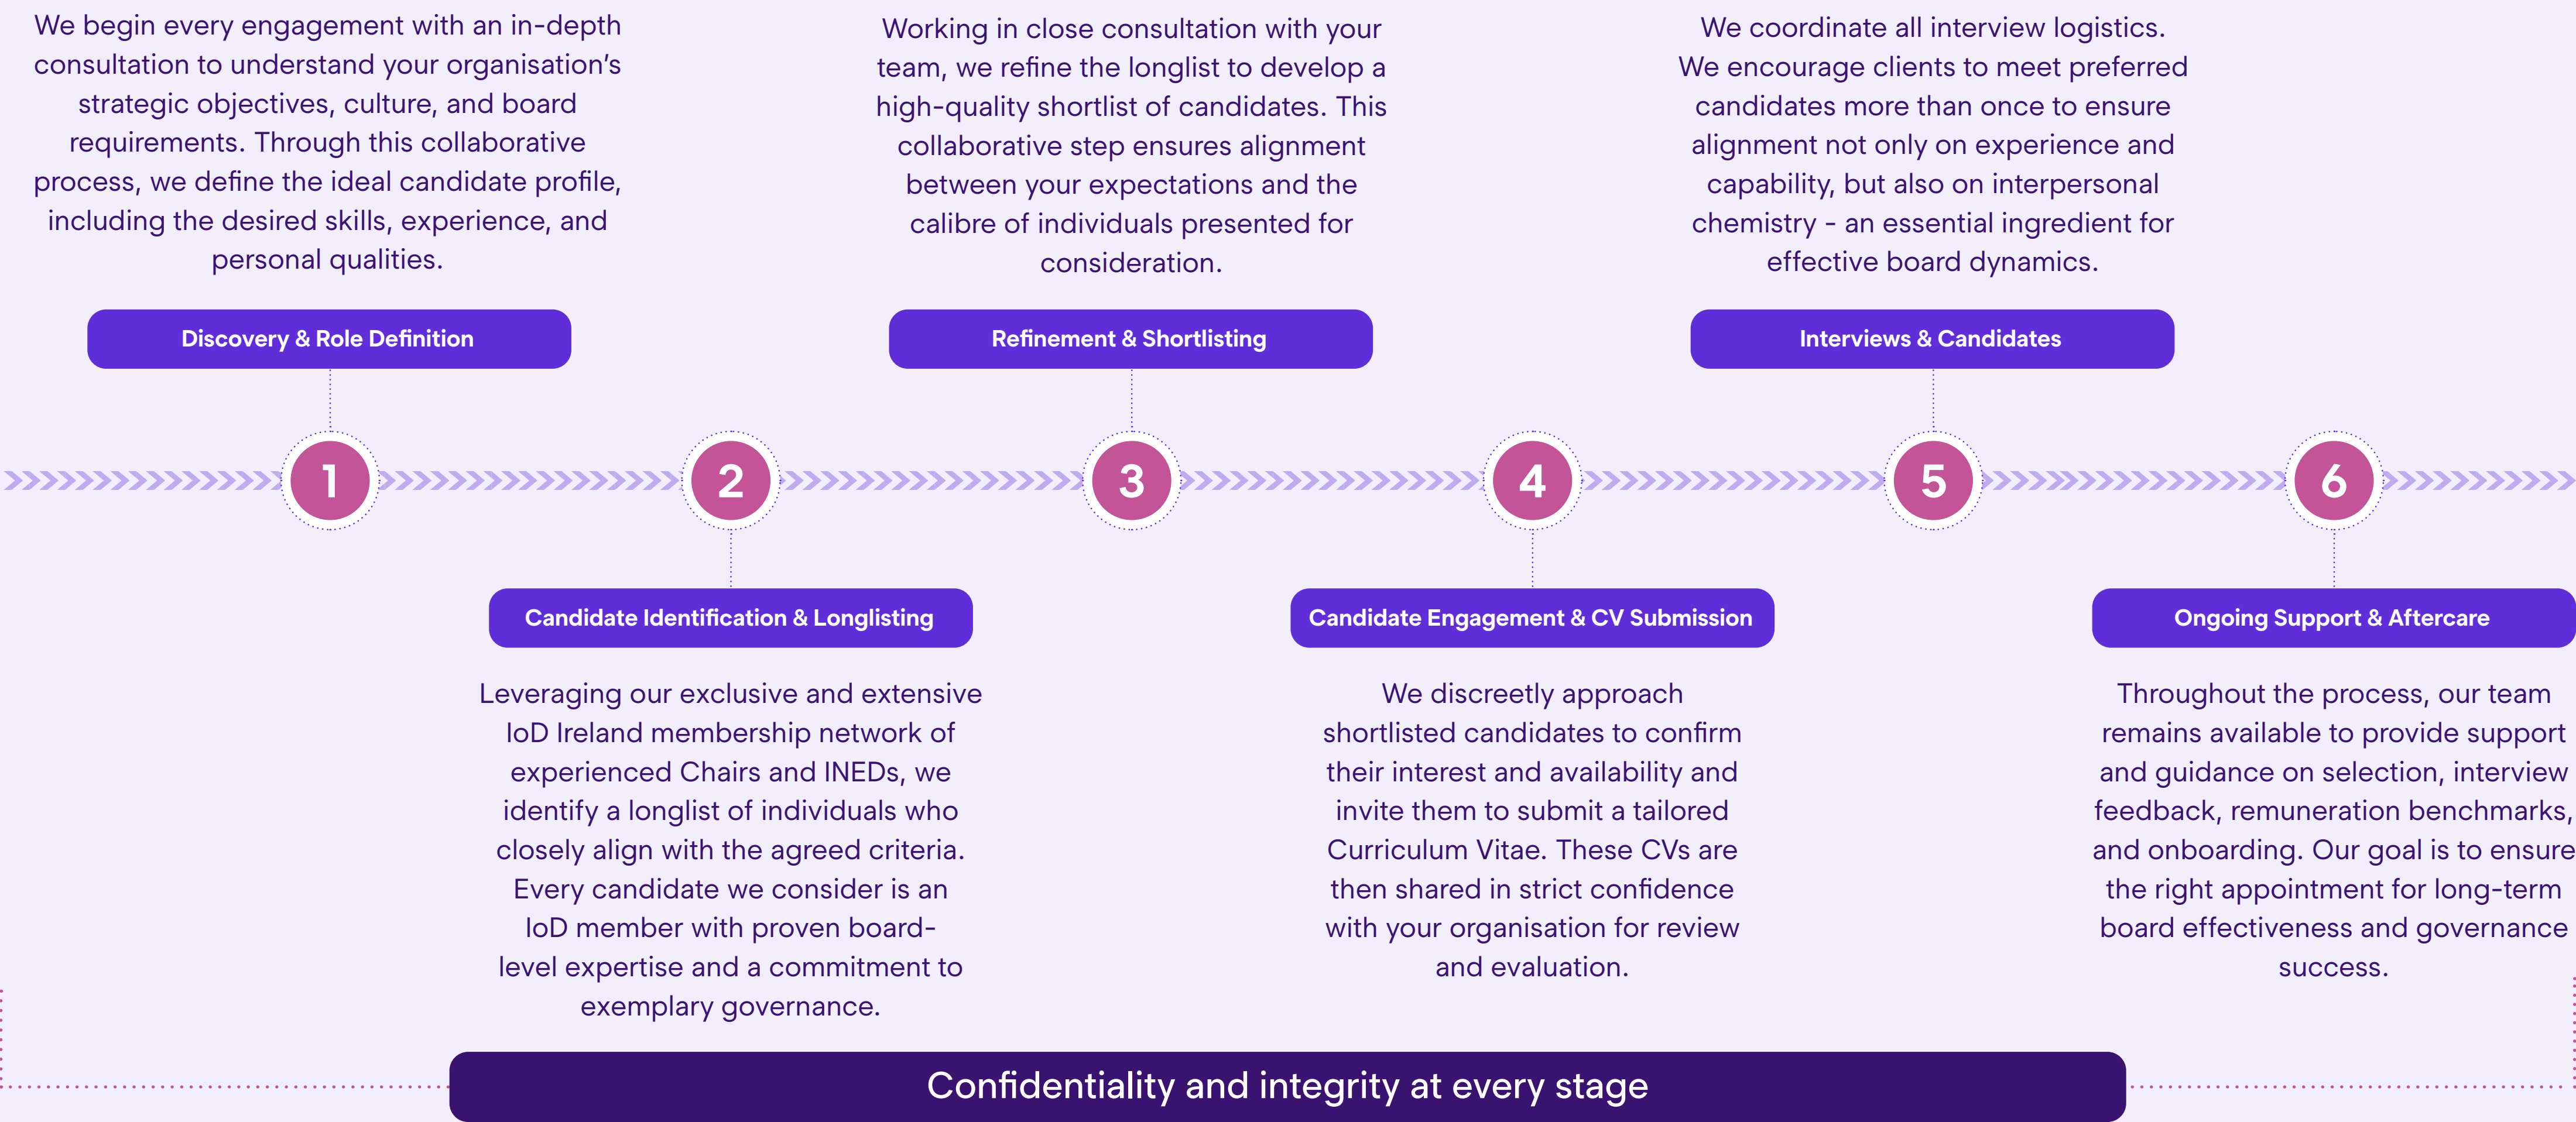 We begin every engagement with an in-depth
consultation to understand your organisation's
strategic objectives, culture, and board
requirements. Through this collaborative
process, we define the ideal candidate profile,
including the desired skills, experience, and
personal qualities.
Discovery & Role Definition
1
2
Candidate Identification & Longlisting
Leveraging our exclusive and extensive
IoD Ireland membership network of
experienced Chairs and INEDs, we
identify a longlist of individuals who
closely align with the agreed criteria.
Every candidate we consider is an
IoD member with proven board-
level expertise and a commitment to
exemplary governance.
Working in close consultation with your
team, we refine the longlist to develop a
high-quality shortlist of candidates. This
collaborative step ensures alignment
between your expectations and the
calibre of individuals presented for
consideration.
Refinement & Shortlisting
3
4
Candidate Engagement & CV Submission
We discreetly approach
shortlisted candidates to confirm
their interest and availability and
invite them to submit a tailored
Curriculum Vitae. These CVs are
then shared in strict confidence
with your organisation for review
and evaluation.
We coordinate all interview logistics.
We encourage clients to meet preferred
candidates more than once to ensure
alignment not only on experience and
capability, but also on interpersonal
chemistry - an essential ingredient for
effective board dynamics.
Interviews & Candidates
5
6
Ongoing Support & Aftercare
Throughout the process, our team
remains available to provide support
and guidance on selection, interview
feedback, remuneration benchmarks,
and onboarding. Our goal is to ensure
the right appointment for long-term
board effectiveness and governance
success.
Confidentiality and integrity at every stage